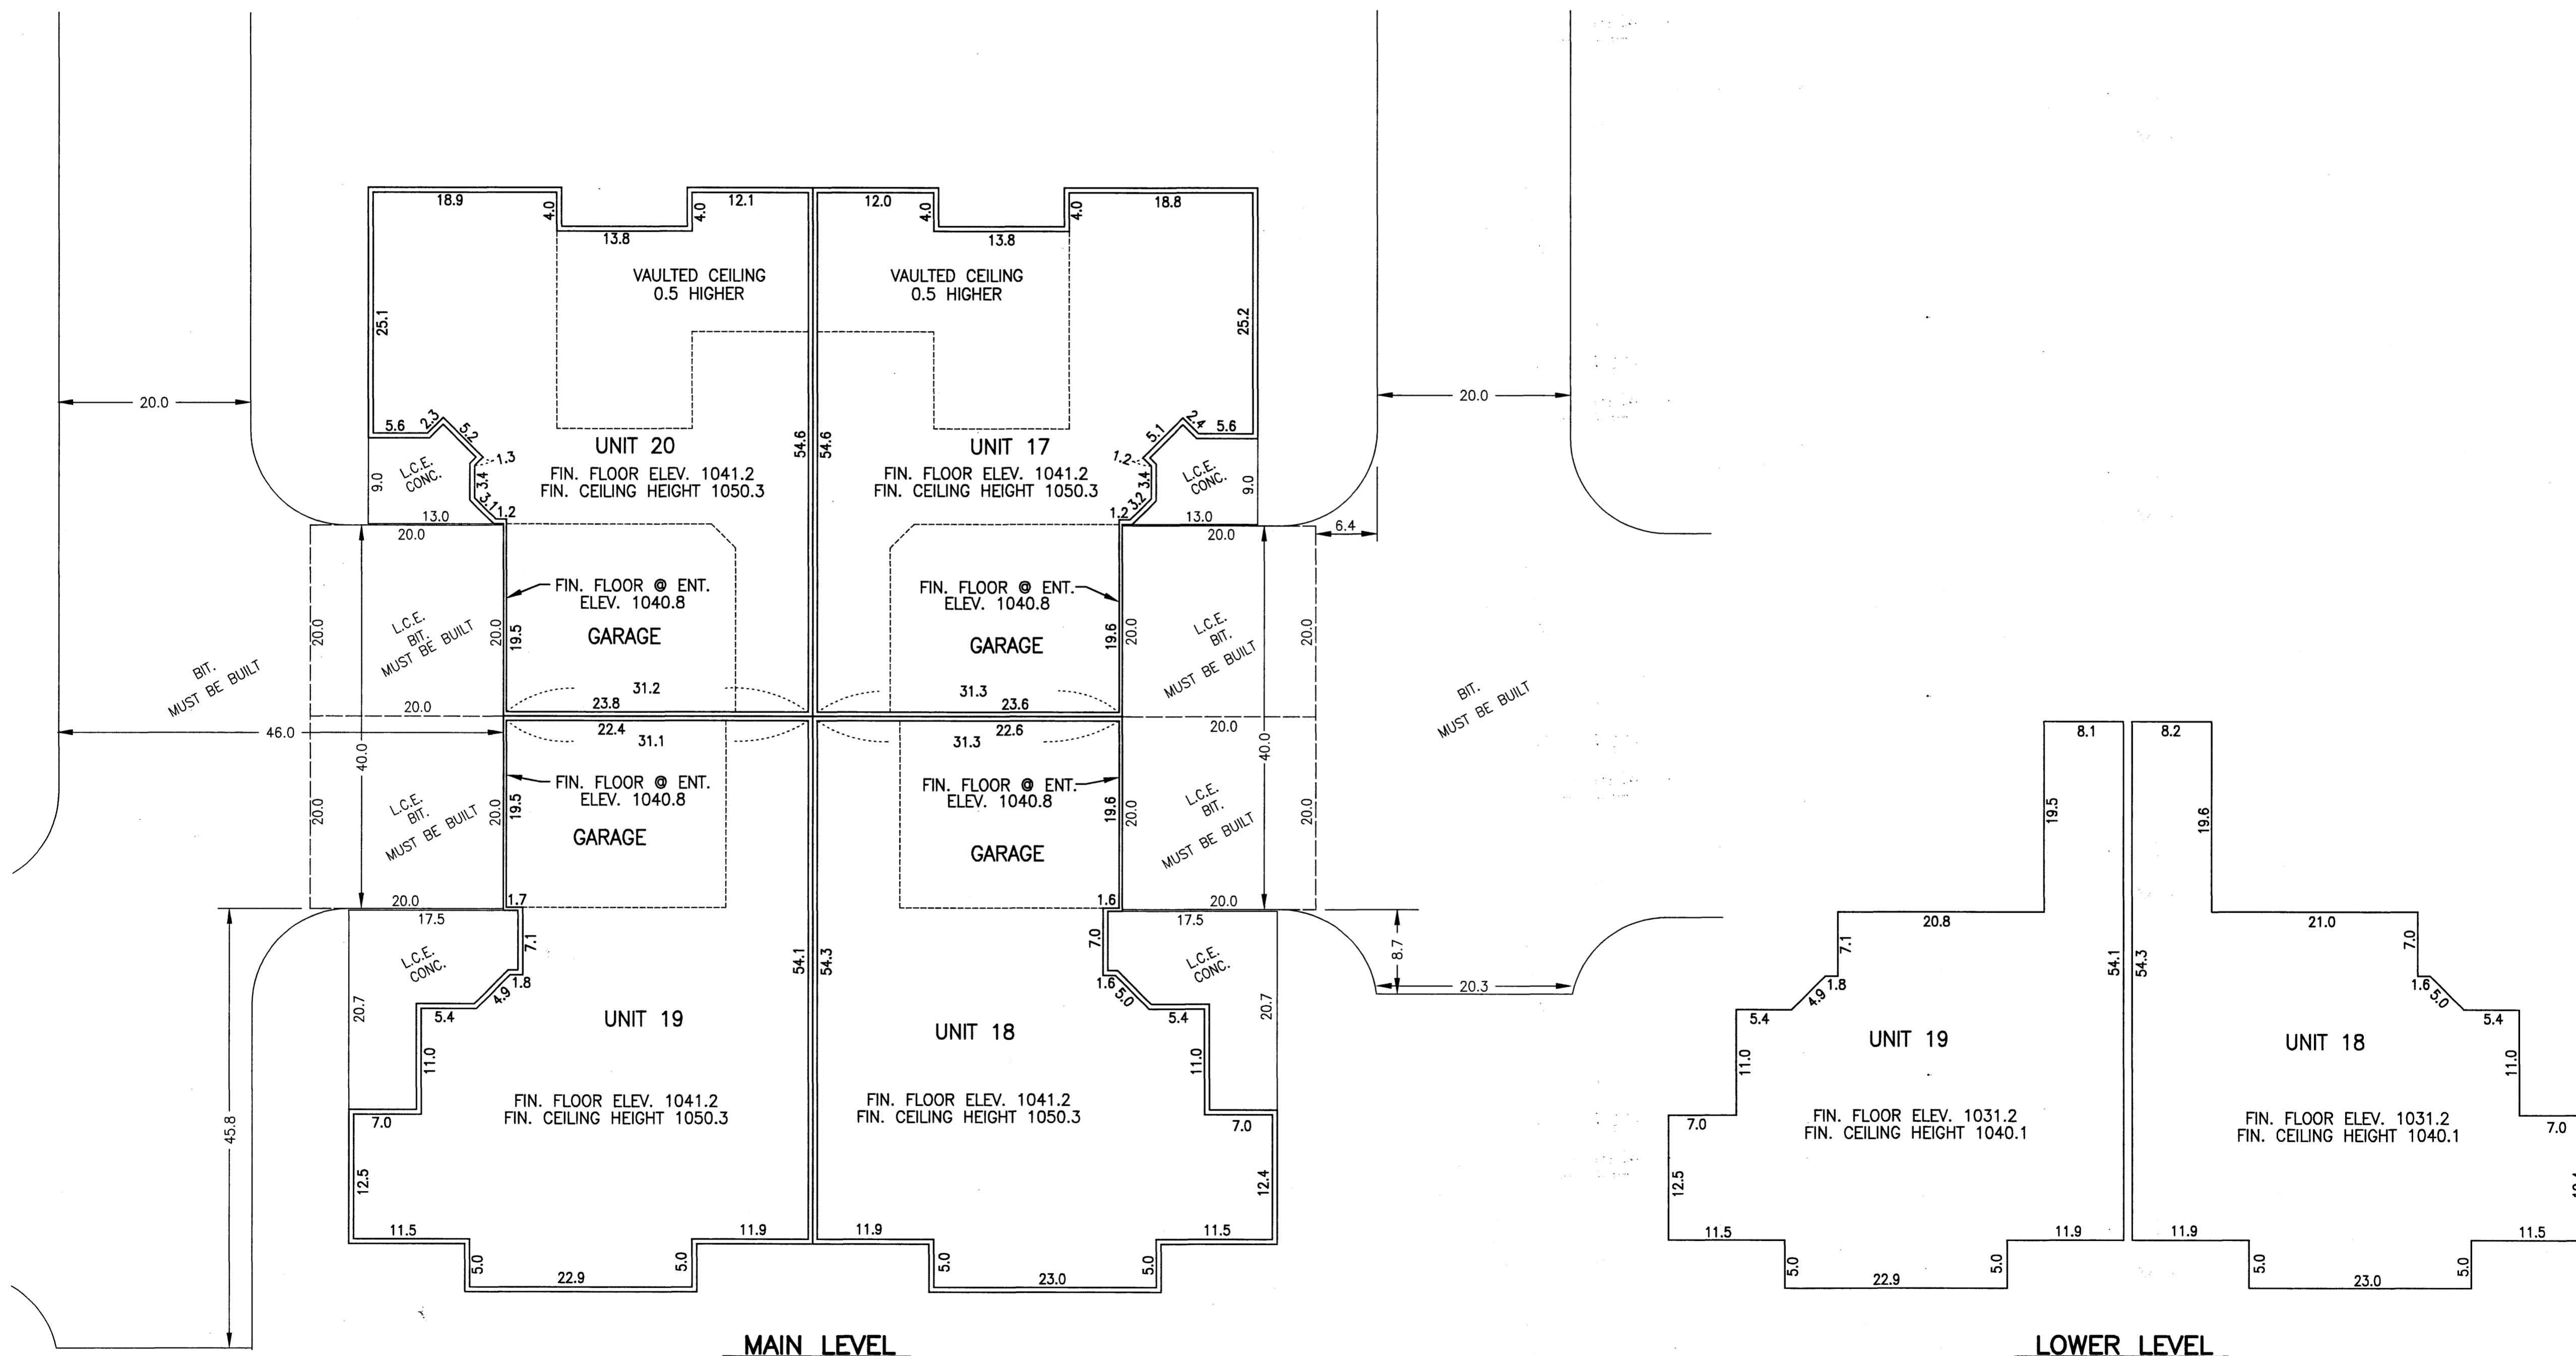 18.9
4.0
4.0
12.1
12.0
4.0
4.0
18.8
13.8
13.8
VAULTED CEILING
0.5 HIGHER
VAULTED CEILING
0.5 HIGHER
25.1
25.2
20.0
20.0
5.6
2.3
5.2
1.3
3.4
3.1
1.2
UNIT 20
FIN. FLOOR ELEV. 1041.2
FIN. CEILING HEIGHT 1050.3
54.6
54.6
UNIT 17
FIN. FLOOR ELEV. 1041.2
FIN. CEILING HEIGHT 1050.3
5.1
2.4
5.6
1.2
3.4
3.2
1.2
9.0
L.C.E.
CONC.
13.0
L.C.E.
CONC.
9.0
13.0
20.0
20.0
6.4
FIN. FLOOR @ ENT.
ELEV. 1040.8
GARAGE
FIN. FLOOR @ ENT.
ELEV. 1040.8
GARAGE
20.0
L.C.E.
BIT.
MUST BE BUILT
20.0
19.5
19.6
20.0
L.C.E.
BIT.
MUST BE BUILT
20.0
BIT.
MUST BE BUILT
BIT.
MUST BE BUILT
31.2
23.8
31.3
23.6
20.0
20.0
46.0
40.0
40.0
22.4
31.1
22.6
31.3
FIN. FLOOR @ ENT.
ELEV. 1040.8
GARAGE
FIN. FLOOR @ ENT.
ELEV. 1040.8
GARAGE
20.0
L.C.E.
BIT.
MUST BE BUILT
20.0
19.5
19.6
20.0
L.C.E.
BIT.
MUST BE BUILT
20.0
20.0
1.7
1.6
20.0
17.5
17.5
7.1
7.0
L.C.E.
CONC.
L.C.E.
CONC.
1.8
4.9
5.4
1.6
5.0
5.4
54.1
54.3
20.7
20.7
8.7
20.3
UNIT 19
UNIT 18
11.0
11.0
FIN. FLOOR ELEV. 1041.2
FIN. CEILING HEIGHT 1050.3
FIN. FLOOR ELEV. 1041.2
FIN. CEILING HEIGHT 1050.3
45.8
7.0
7.0
12.5
12.4
11.5
11.9
11.9
11.5
5.0
5.0
5.0
5.0
22.9
23.0
MAIN LEVEL
8.1
8.2
19.5
19.6
20.8
21.0
7.1
7.0
1.8
4.9
5.4
1.6
5.0
5.4
54.1
54.3
UNIT 19
UNIT 18
11.0
11.0
FIN. FLOOR ELEV. 1031.2
FIN. CEILING HEIGHT 1040.1
FIN. FLOOR ELEV. 1031.2
FIN. CEILING HEIGHT 1040.1
7.0
7.0
12.5
11.5
11.9
11.9
11.5
5.0
5.0
5.0
5.0
22.9
23.0
LOWER LEVEL